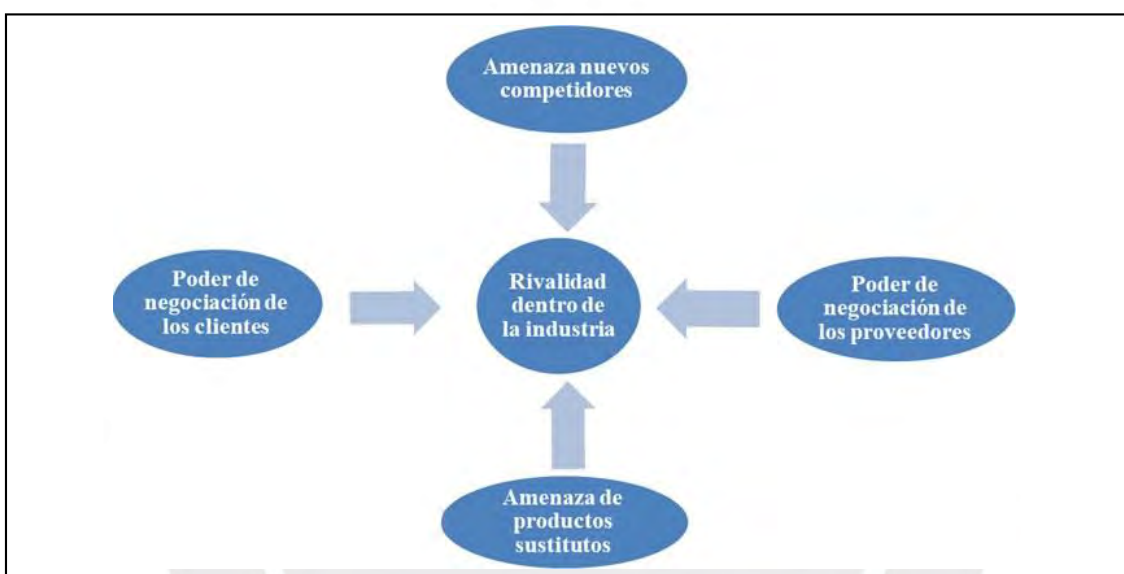 Amenaza nuevos
competidores
Poder de
negociación de
los clientes
Rivalidad
dentro de
la industria
Poder de
negociación de
los proveedores
Amenaza de
productos
sustitutos